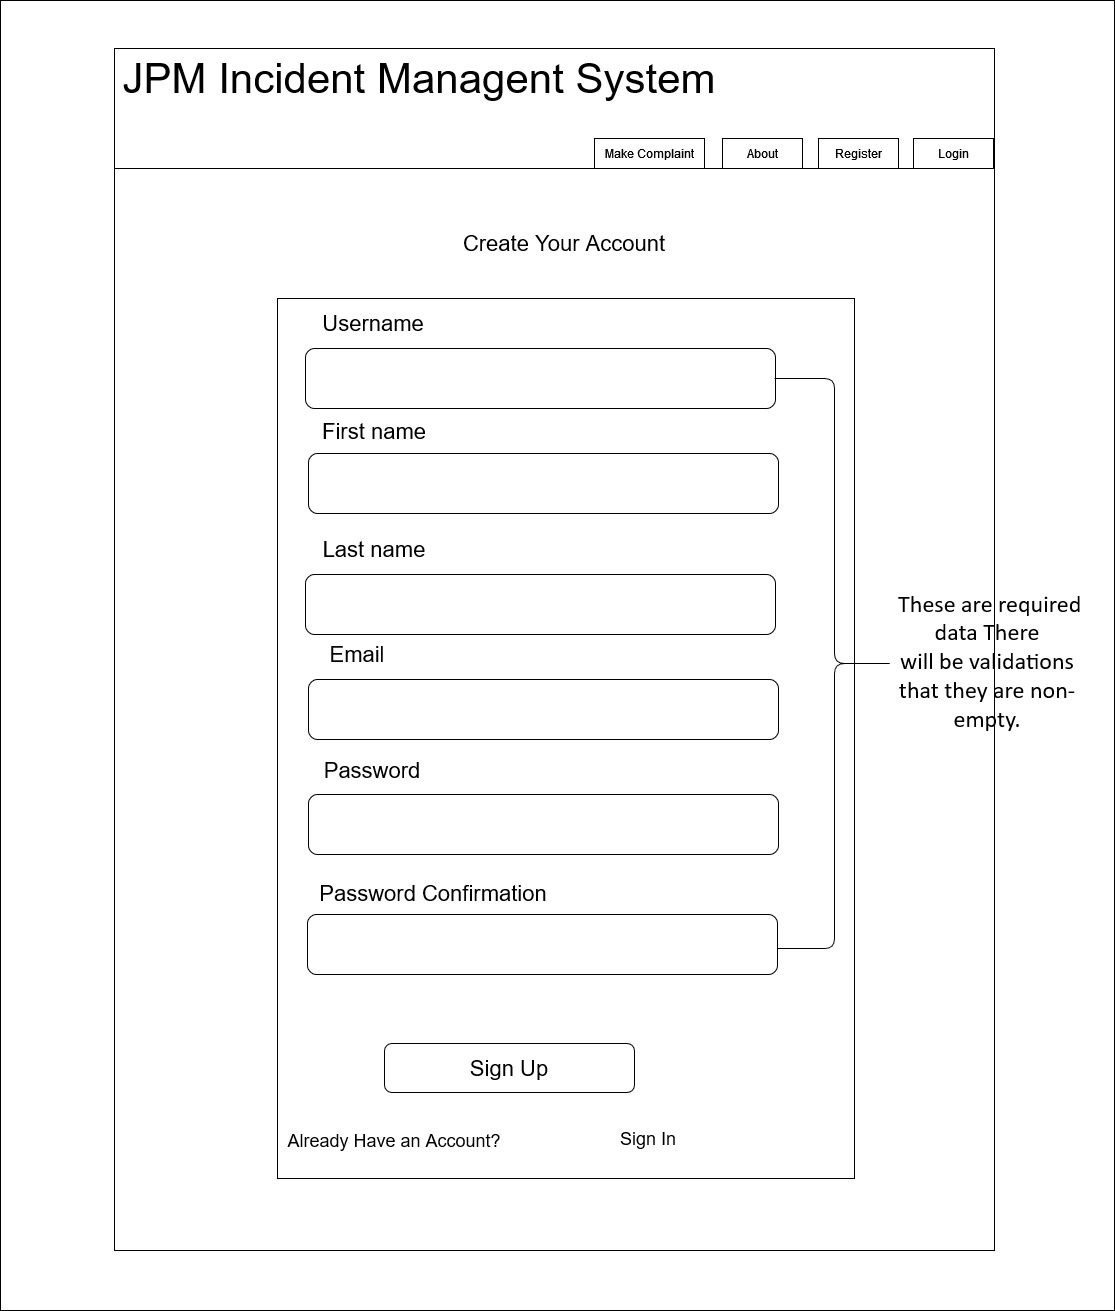 JPM Incident Managent System
Make Complaint
About
Register
Login
Create Your Account
Username
First name
Last name
Email
Password
Password Confirmation
These are required
data There
will be validations
that they are non-
empty.
Sign Up
Already Have an Account?
Sign In